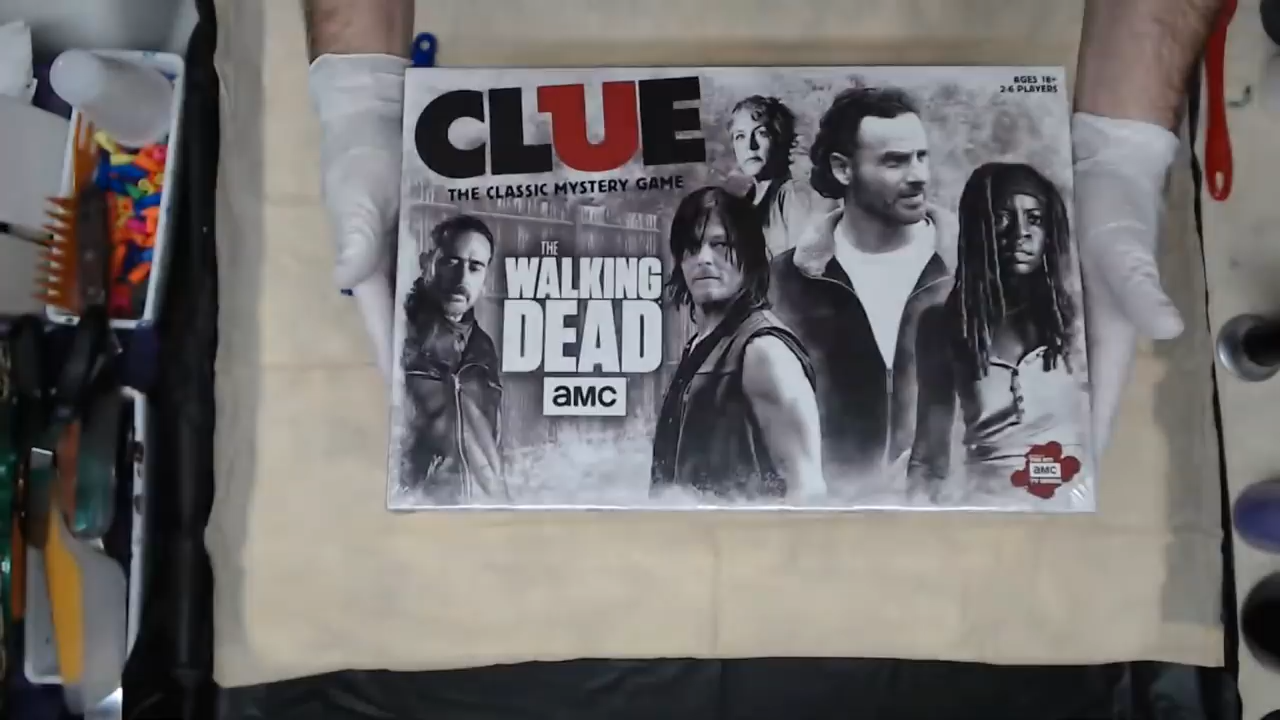 CLUE
THE CLASSIC MYSTERY GAME
AGES 18+
2-6 PLAYERS
THE
WALKING
DEAD
aMC
aMC